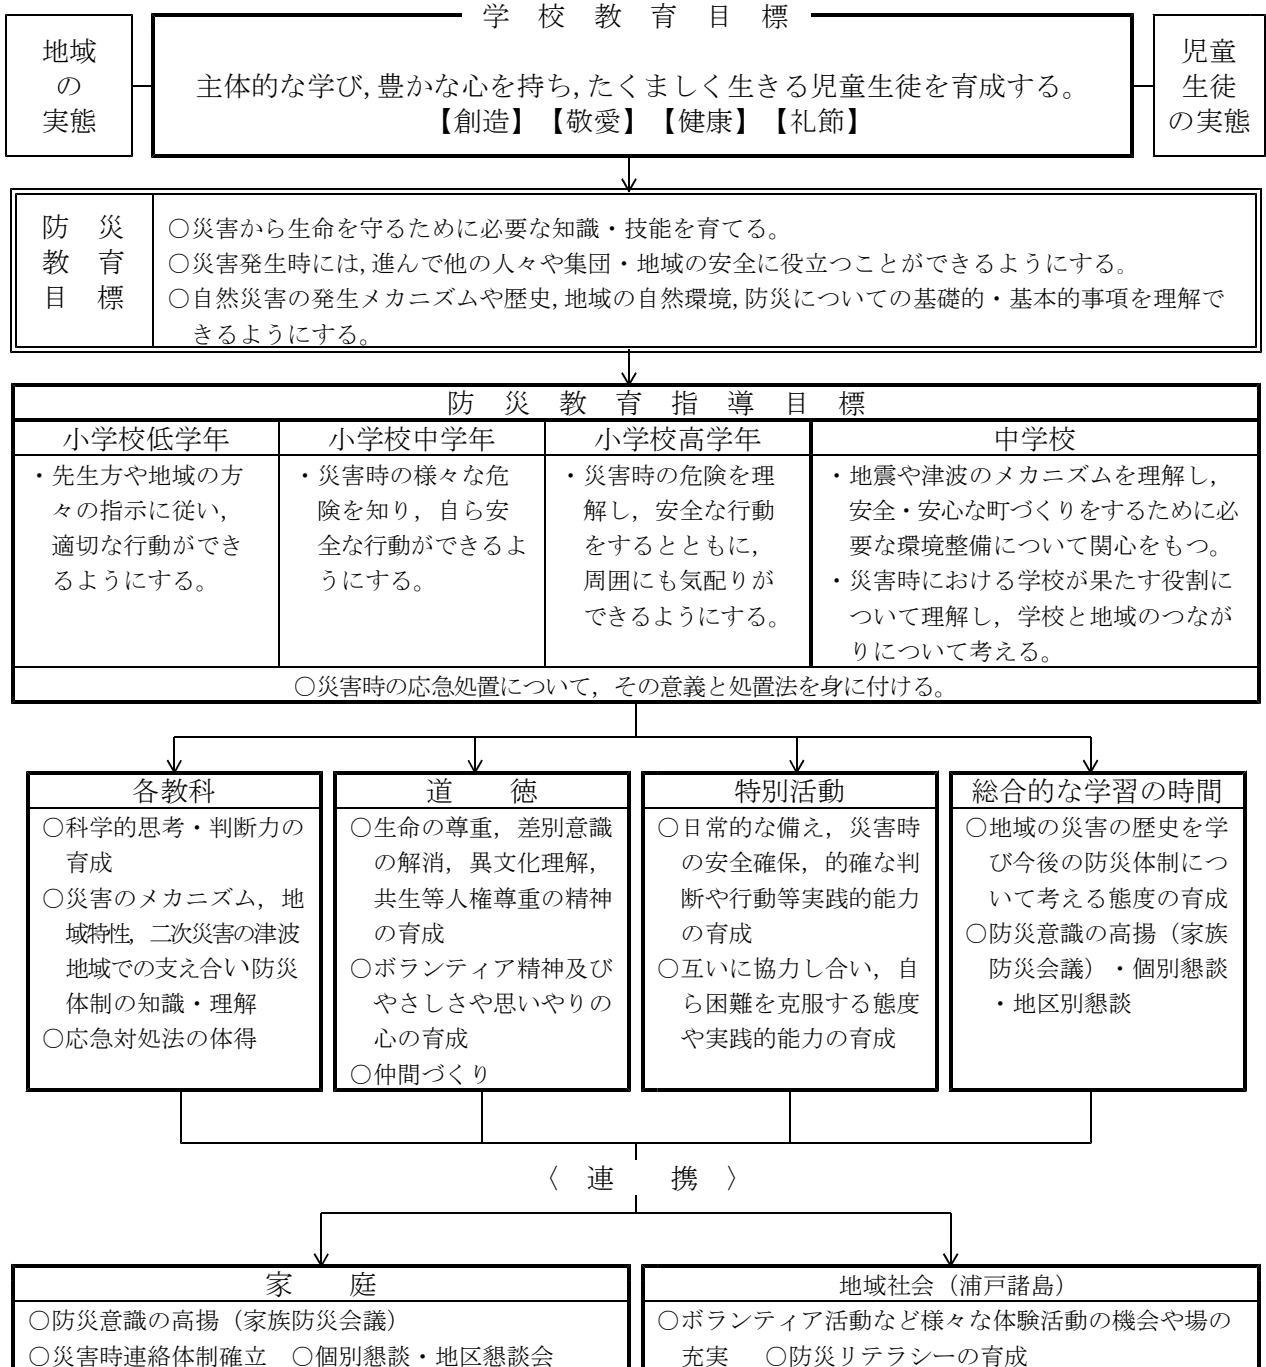 学校教育目標
地域
の
実態
主体的な学び,豊かな心を持ち,たくましく生きる児童生徒を育成する。
【創造】【敬愛】【健康】【礼節】
児童
生徒
の実態
防災
教育
目標
○災害から生命を守るために必要な知識・技能を育てる。
○災害発生時には,進んで他の人々や集団・地域の安全に役立つことができるようにする。
○自然災害の発生メカニズムや歴史,地域の自然環境,防災についての基礎的・基本的事項を理解で
きるようにする。
防災教育指導目標
小学校低学年
・先生方や地域の方
々の指示に従い,
適切な行動ができ
るようにする。
小学校中学年
・災害時の様々な危
険を知り,自ら安
全な行動ができるよ
うにする。
小学校高学年
・災害時の危険を理
解し,安全な行動
をするとともに,
周囲にも気配りが
できるようにする。
中学校
・地震や津波のメカニズムを理解し,
安全・安心な町づくりをするために必
要な環境整備について関心をもつ。
・災害時における学校が果たす役割に
ついて理解し,学校と地域のつなが
りについて考える。
○災害時の応急処置について,その意義と処置法を身に付ける。
各教科
○科学的思考・判断力の
育成
○災害のメカニズム,地
域特性,二次災害の津波
地域での支え合い防災
体制の知識・理解
○応急対処法の体得
道徳
○生命の尊重,差別意識
の解消,異文化理解,
共生等人権尊重の精神
の育成
○ボランティア精神及び
やさしさや思いやりの
心の育成
○仲間づくり
特別活動
○日常的な備え,災害時
の安全確保,的確な判
断や行動等実践的能力
の育成
○互いに協力し合い,自
ら困難を克服する態度
や実践的能力の育成
総合的な学習の時間
○地域の災害の歴史を学
び今後の防災体制につ
いて考える態度の育成
○防災意識の高揚(家族
防災会議)・個別懇談
・地区別懇談
〈連携〉
家庭
○防災意識の高揚(家族防災会議)
○災害時連絡体制確立 ○個別懇談・地区懇談会
地域社会(浦戸諸島)
○ボランティア活動など様々な体験活動の機会や場の
充実 ○防災リテラシーの育成